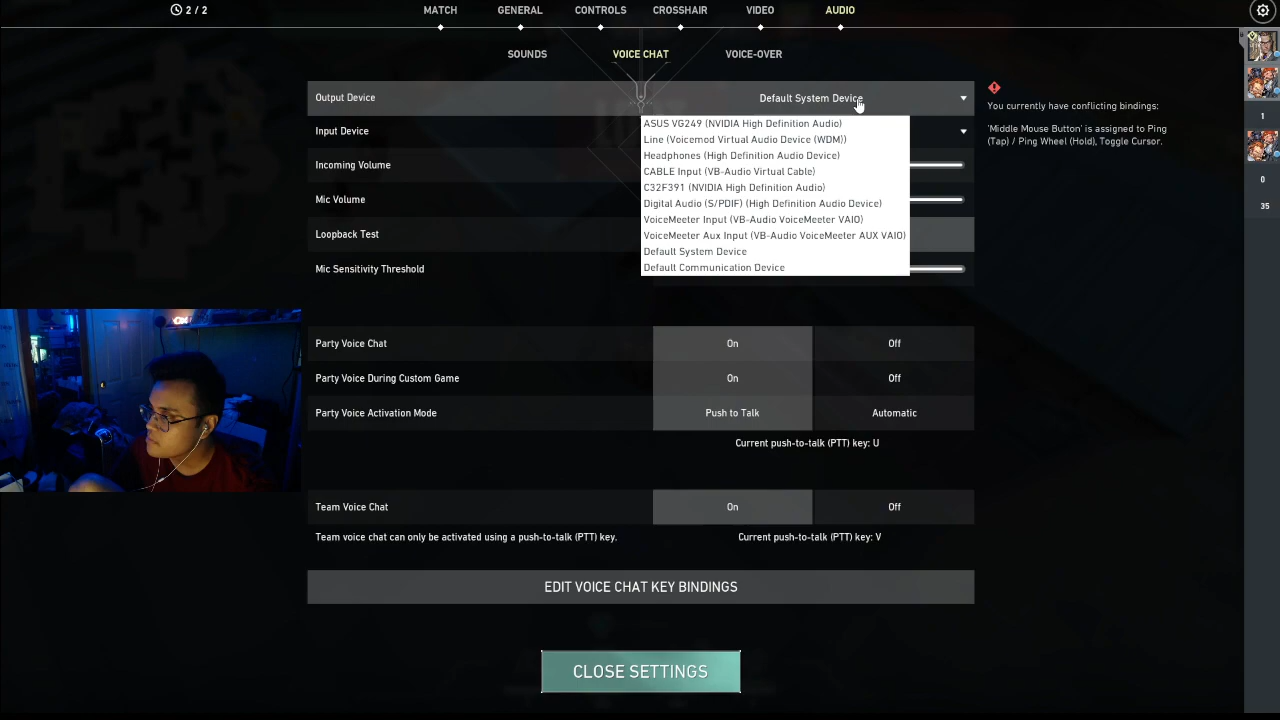 2 / 2
MATCH
GENERAL
CONTROLS
CROSSHAIR
VIDEO
AUDIO
SOUNDS
VOICE CHAT
VOICE-OVER
Output Device
Default System Device
ASUS VG249 (NVIDIA High Definition Audio)
Line (Voicemod Virtual Audio Device (WDM))
Headphones (High Definition Audio Device)
CABLE Input (VB-Audio Virtual Cable)
C32F391 (NVIDIA High Definition Audio)
Digital Audio (S/PDIF) (High Definition Audio Device)
VoiceMeeter Input (VB-Audio VoiceMeeter VAIO)
VoiceMeeter Aux Input (VB-Audio VoiceMeeter AUX VAIO)
Default System Device
Default Communication Device
Input Device
Incoming Volume
Mic Volume
Loopback Test
Mic Sensitivity Threshold
You currently have conflicting bindings:
'Middle Mouse Button' is assigned to Ping
(Tap) / Ping Wheel (Hold), Toggle Cursor.
1
0
35
Party Voice Chat
On
Off
Party Voice During Custom Game
On
Off
Party Voice Activation Mode
Push to Talk
Automatic
Current push-to-talk (PTT) key: U
Team Voice Chat
On
Off
Team voice chat can only be activated using a push-to-talk (PTT) key.
Current push-to-talk (PTT) key: V
EDIT VOICE CHAT KEY BINDINGS
CLOSE SETTINGS